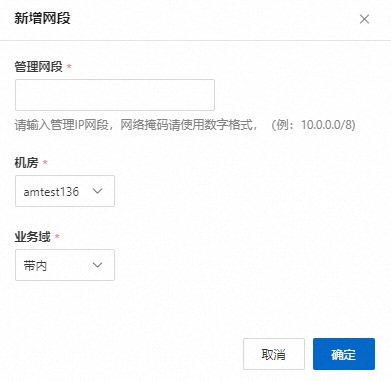 新增网段
管理网段 *
请输入管理IP网段，网络掩码请使用数字格式，（例：10.0.0.0/8）
机房 *
amtest136
业务域 *
带内
取消
确定